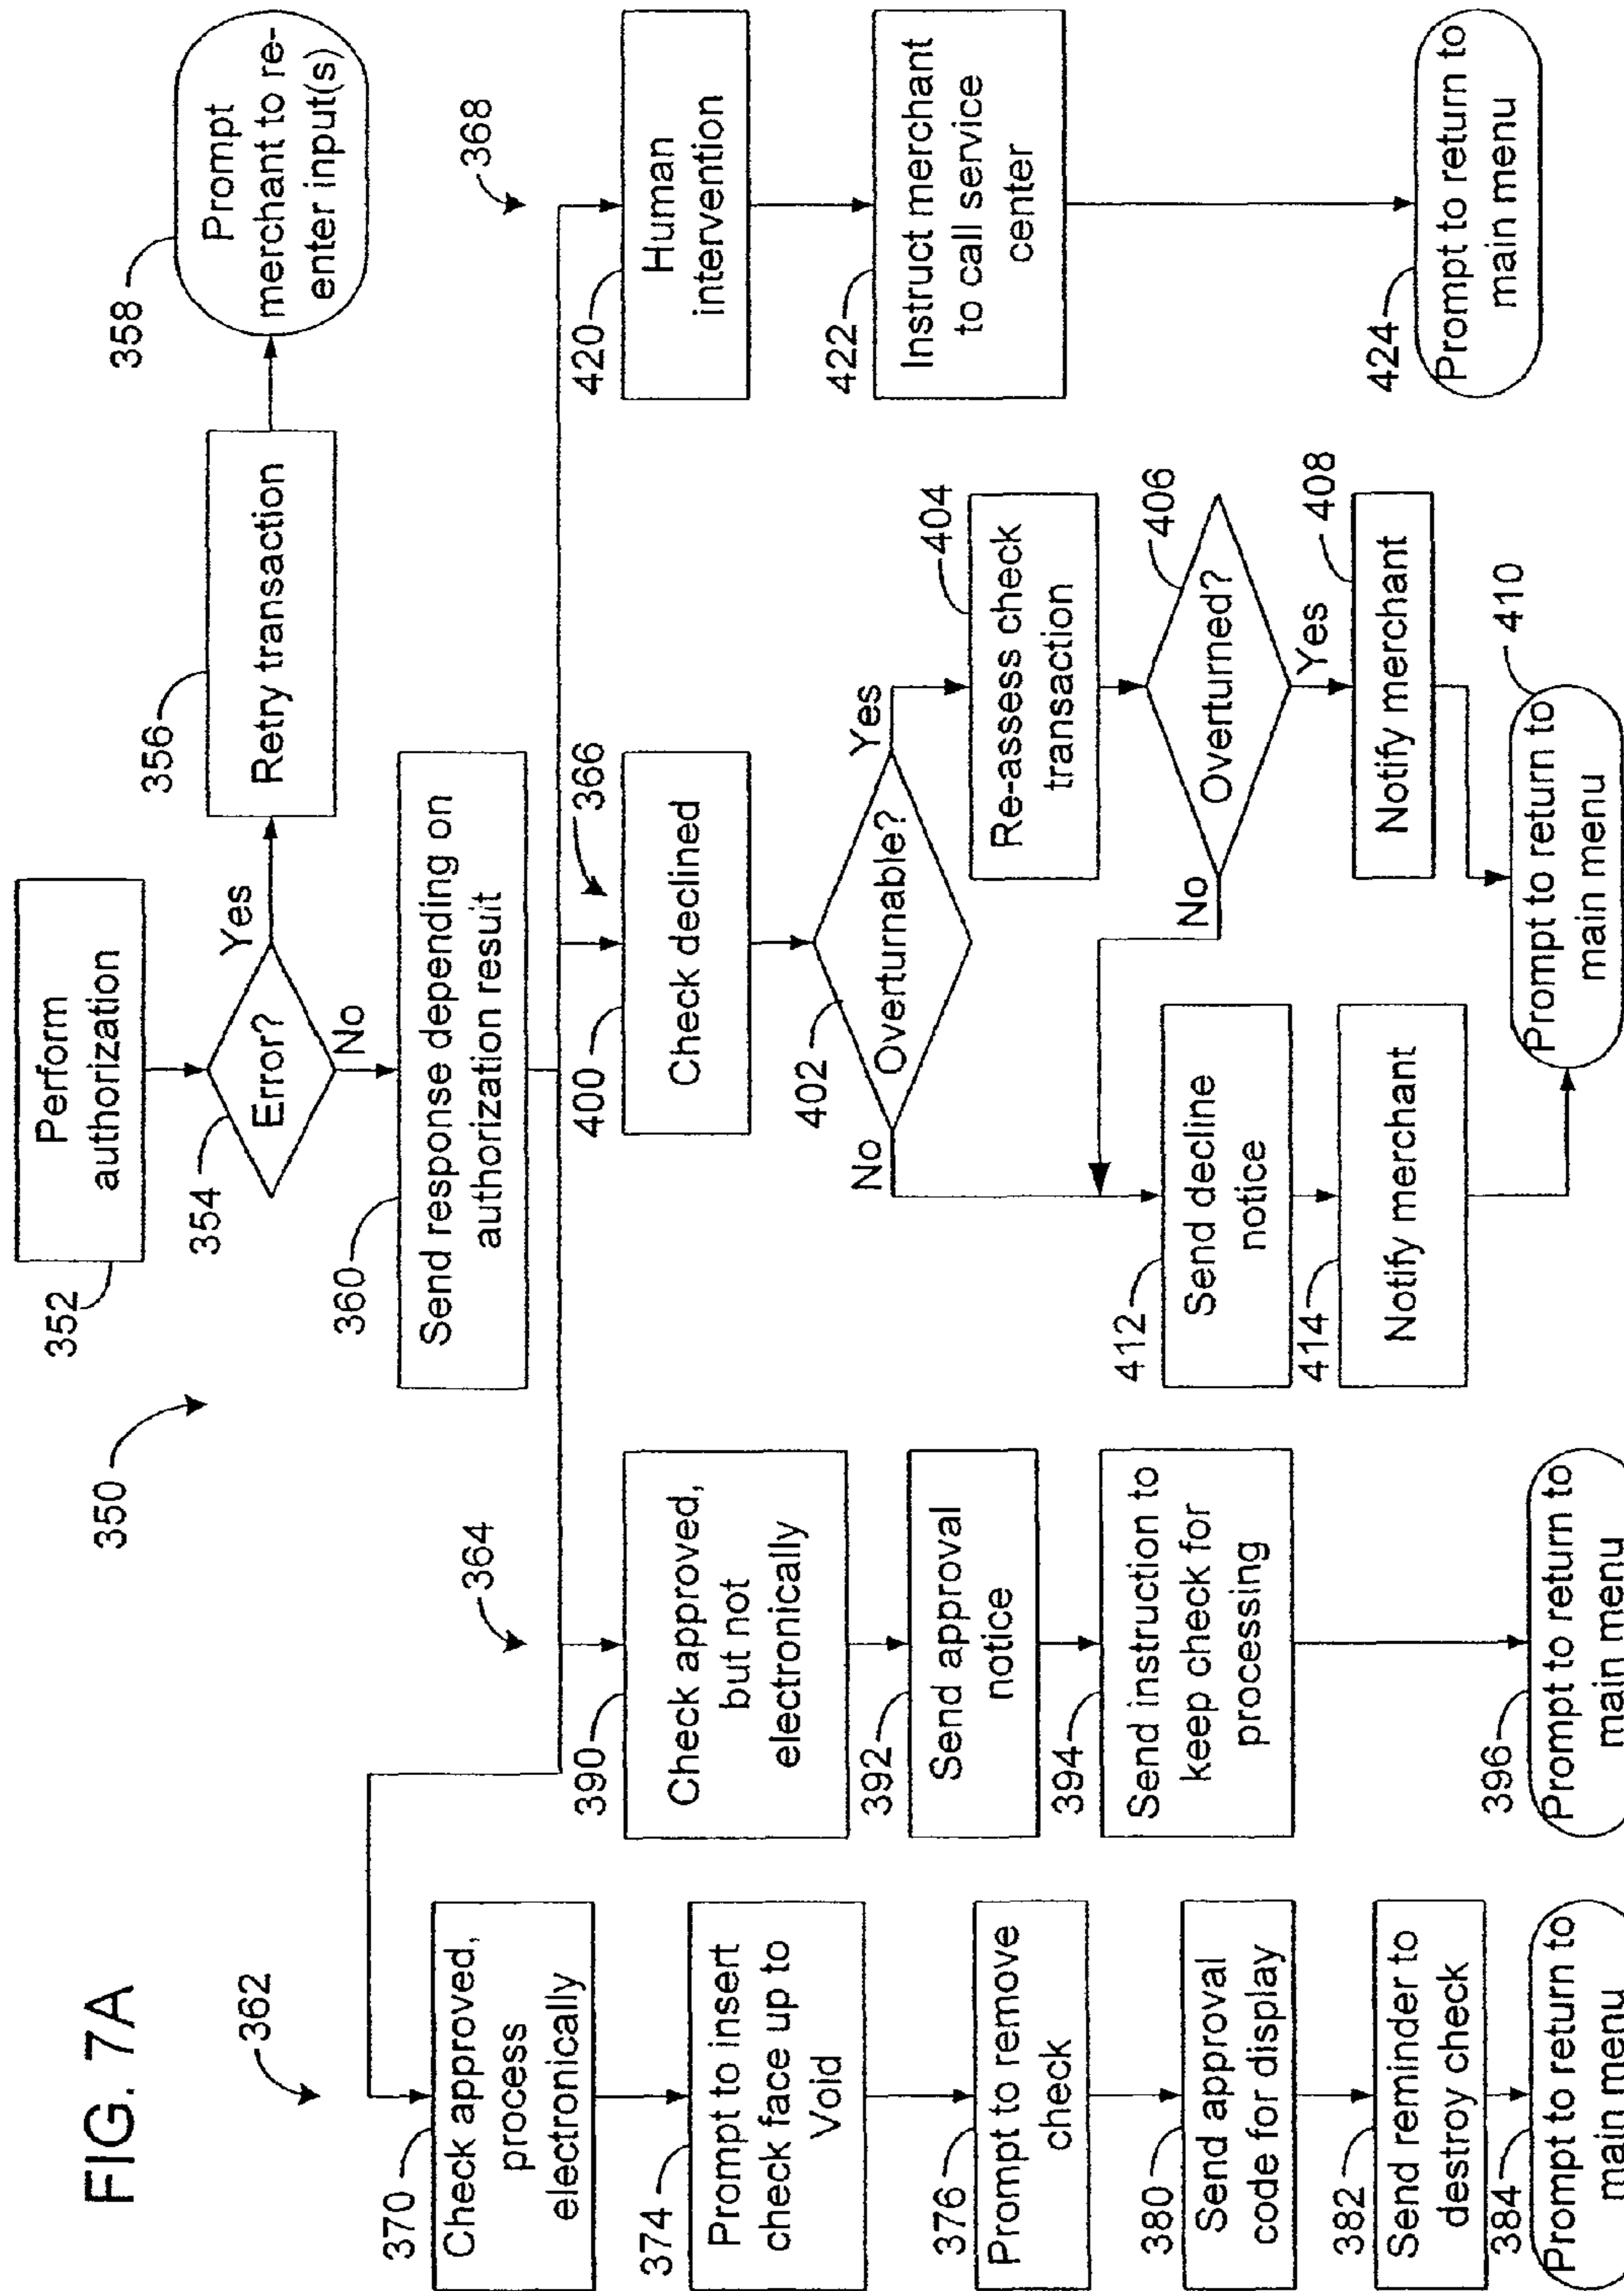 FIG. 7A
350
352
Perform
authorization
354
Error?
Yes
No
356
Retry transaction
358
Prompt
merchant to re-
enter input(s)
360
Send response depending on
authorization result
362
370
Check approved,
process
electronically
374
Prompt to insert
check face up to
Void
376
Prompt to remove
check
380
Send approval
code for display
382
Send reminder to
destroy check
384
Prompt to return to
main menu
364
390
Check approved,
but not
electronically
392
Send approval
notice
394
Send instruction to
keep check for
processing
396
Prompt to return to
main menu
366
400
Check declined
402
Overturnable?
No
Yes
404
Re-assess check
transaction
406
Overturned?
No
Yes
408
Notify merchant
410
Prompt to return to
main menu
412
Send decline
notice
414
Notify merchant
368
420
Human
intervention
422
Instruct merchant
to call service
center
424
Prompt to return to
main menu